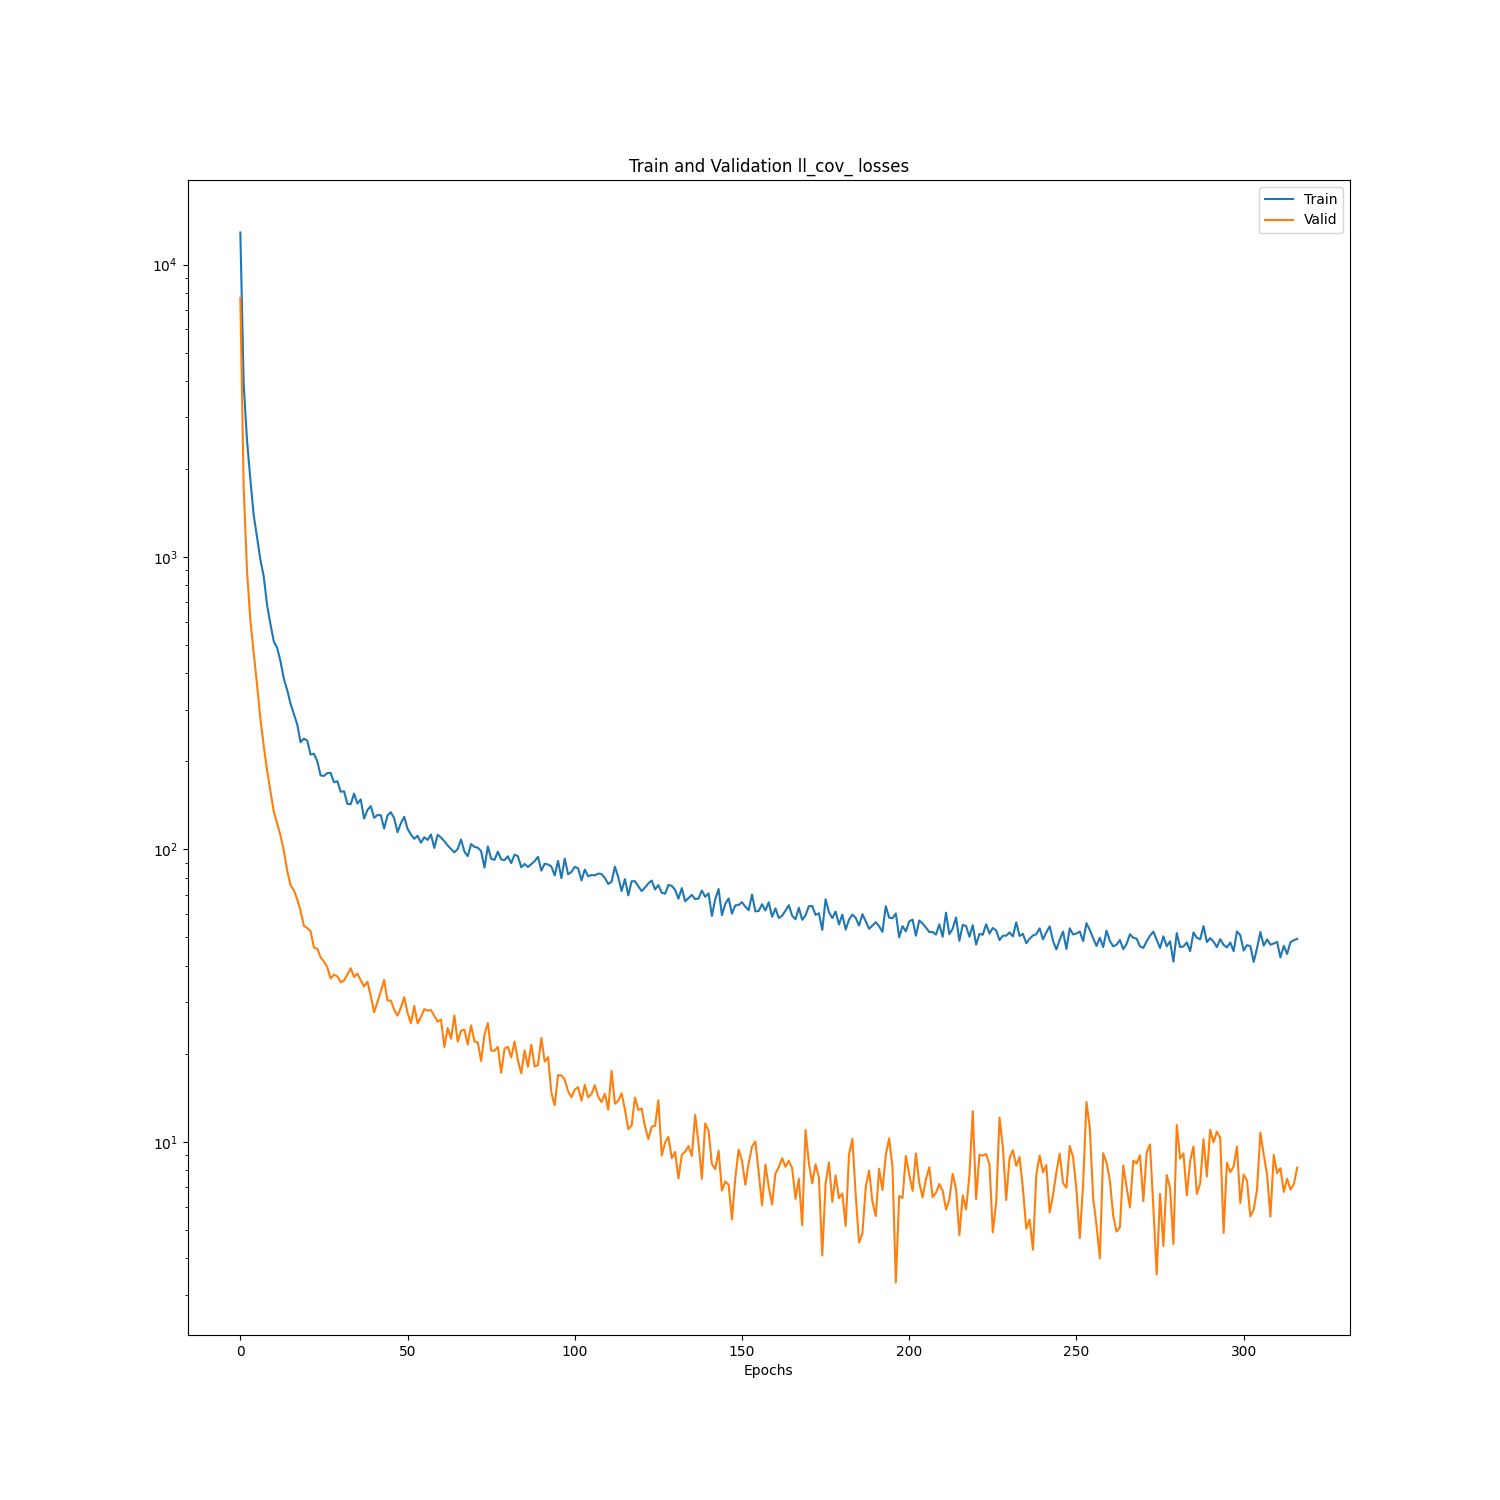 Train and Validation ll_cov_ losses
Train
Valid
10^4
10^3
10^2
10^1
0 50 100 150 200 250 300
Epochs